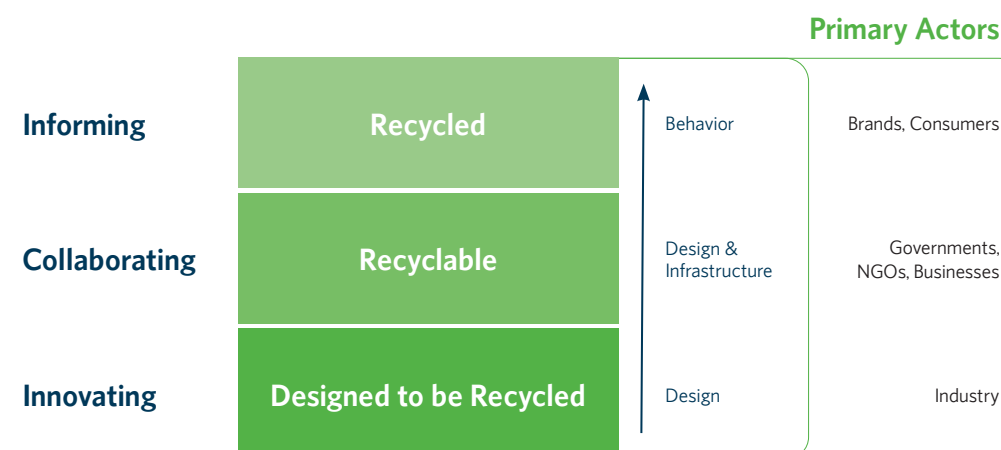 Primary Actors
Informing
Recycled
Behavior
Brands, Consumers
Collaborating
Recyclable
Design &
Infrastructure
Governments,
NGOs, Businesses
Innovating
Designed to be Recycled
Design
Industry